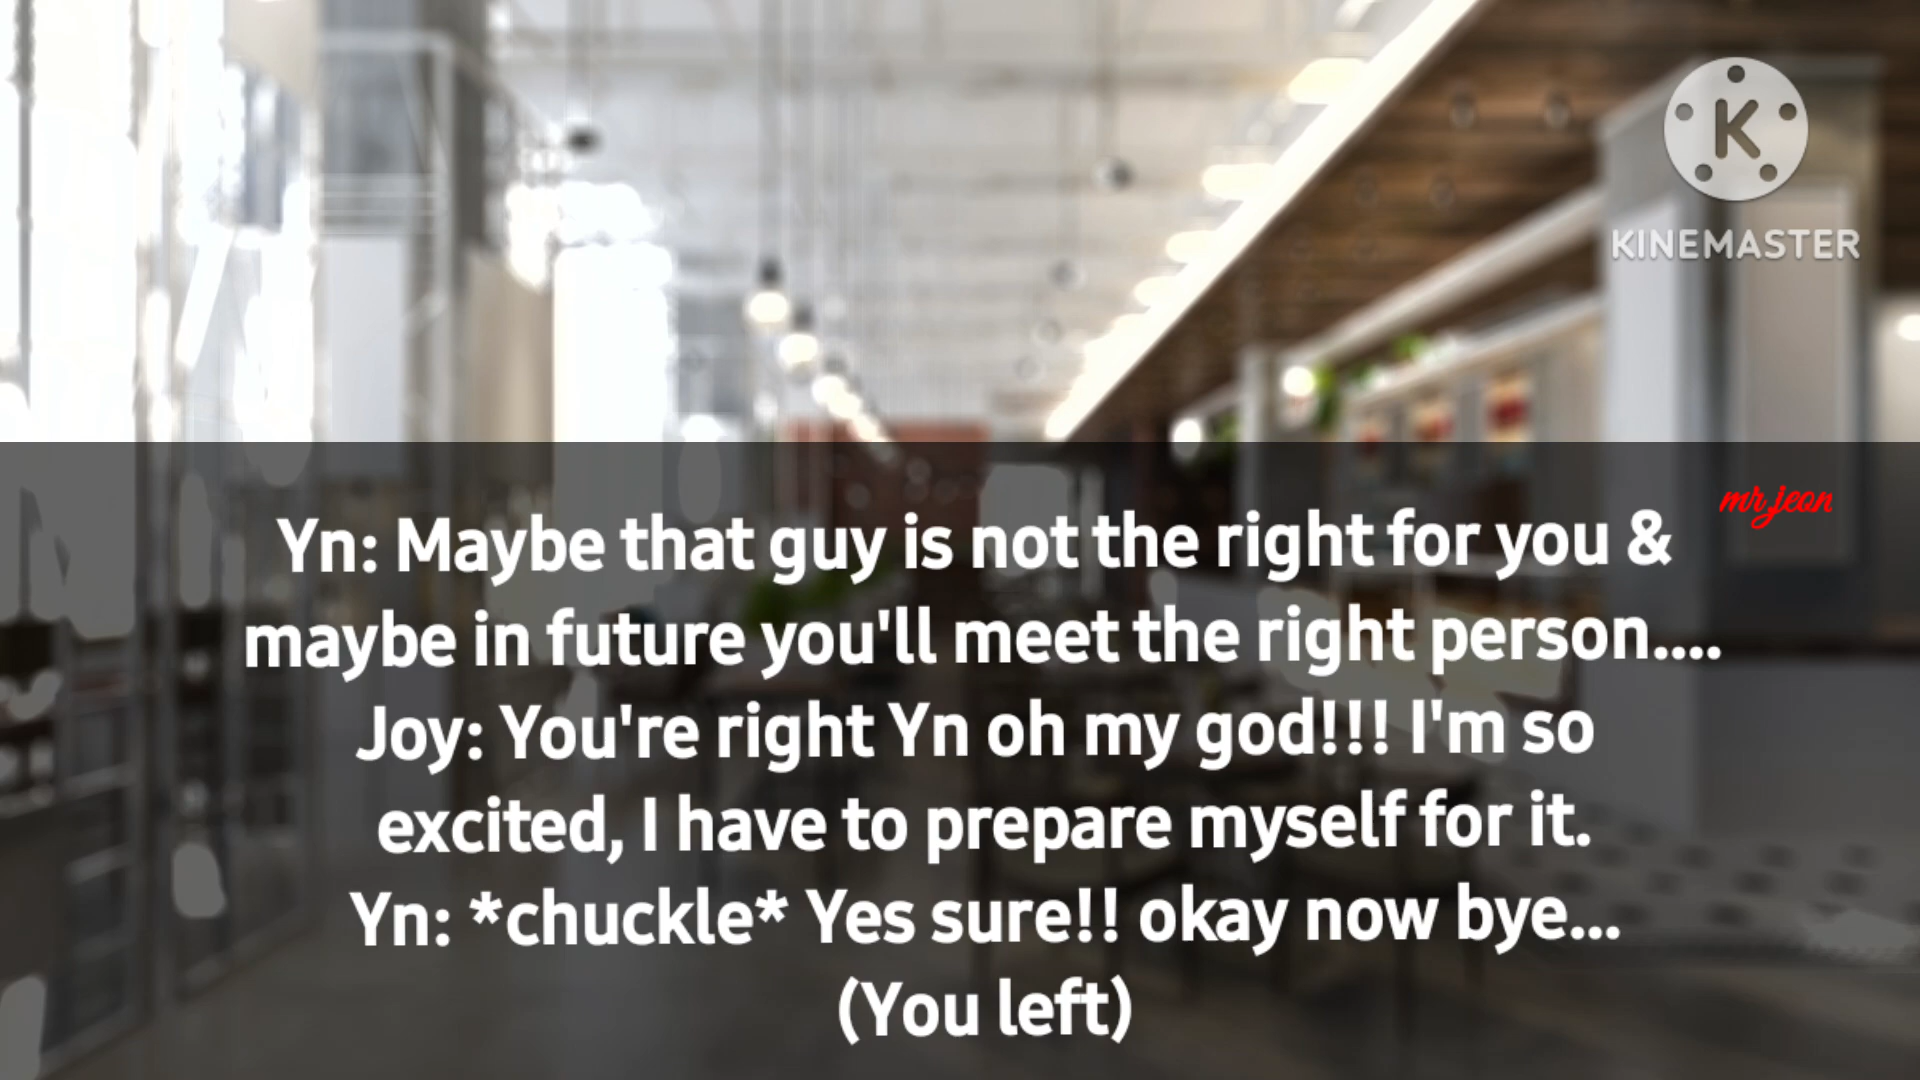 K
KINEMASTER
mr jeon
Yn: Maybe that guy is not the right for you &
maybe in future you'll meet the right person....
Joy: You're right Yn oh my god!!! I'm so
excited, I have to prepare myself for it.
Yn: *chuckle* Yes sure!! okay now bye...
(You left)